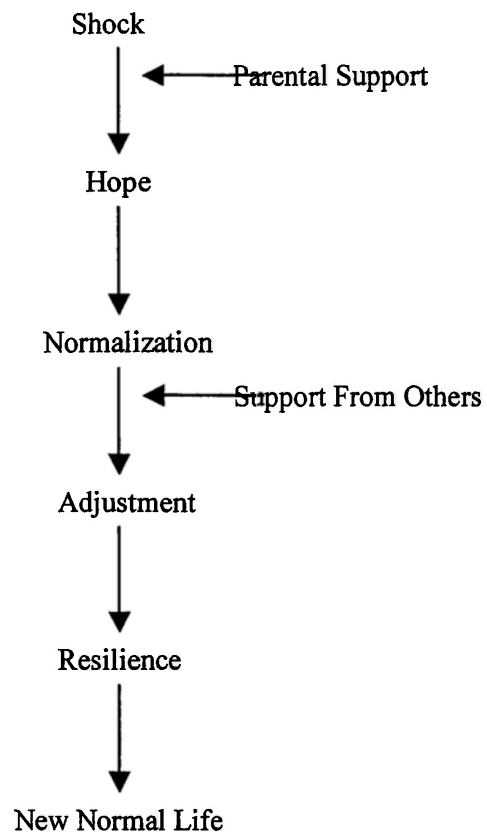 Shock
Parental Support
Hope
Normalization
Support From Others
Adjustment
Resilience
New Normal Life